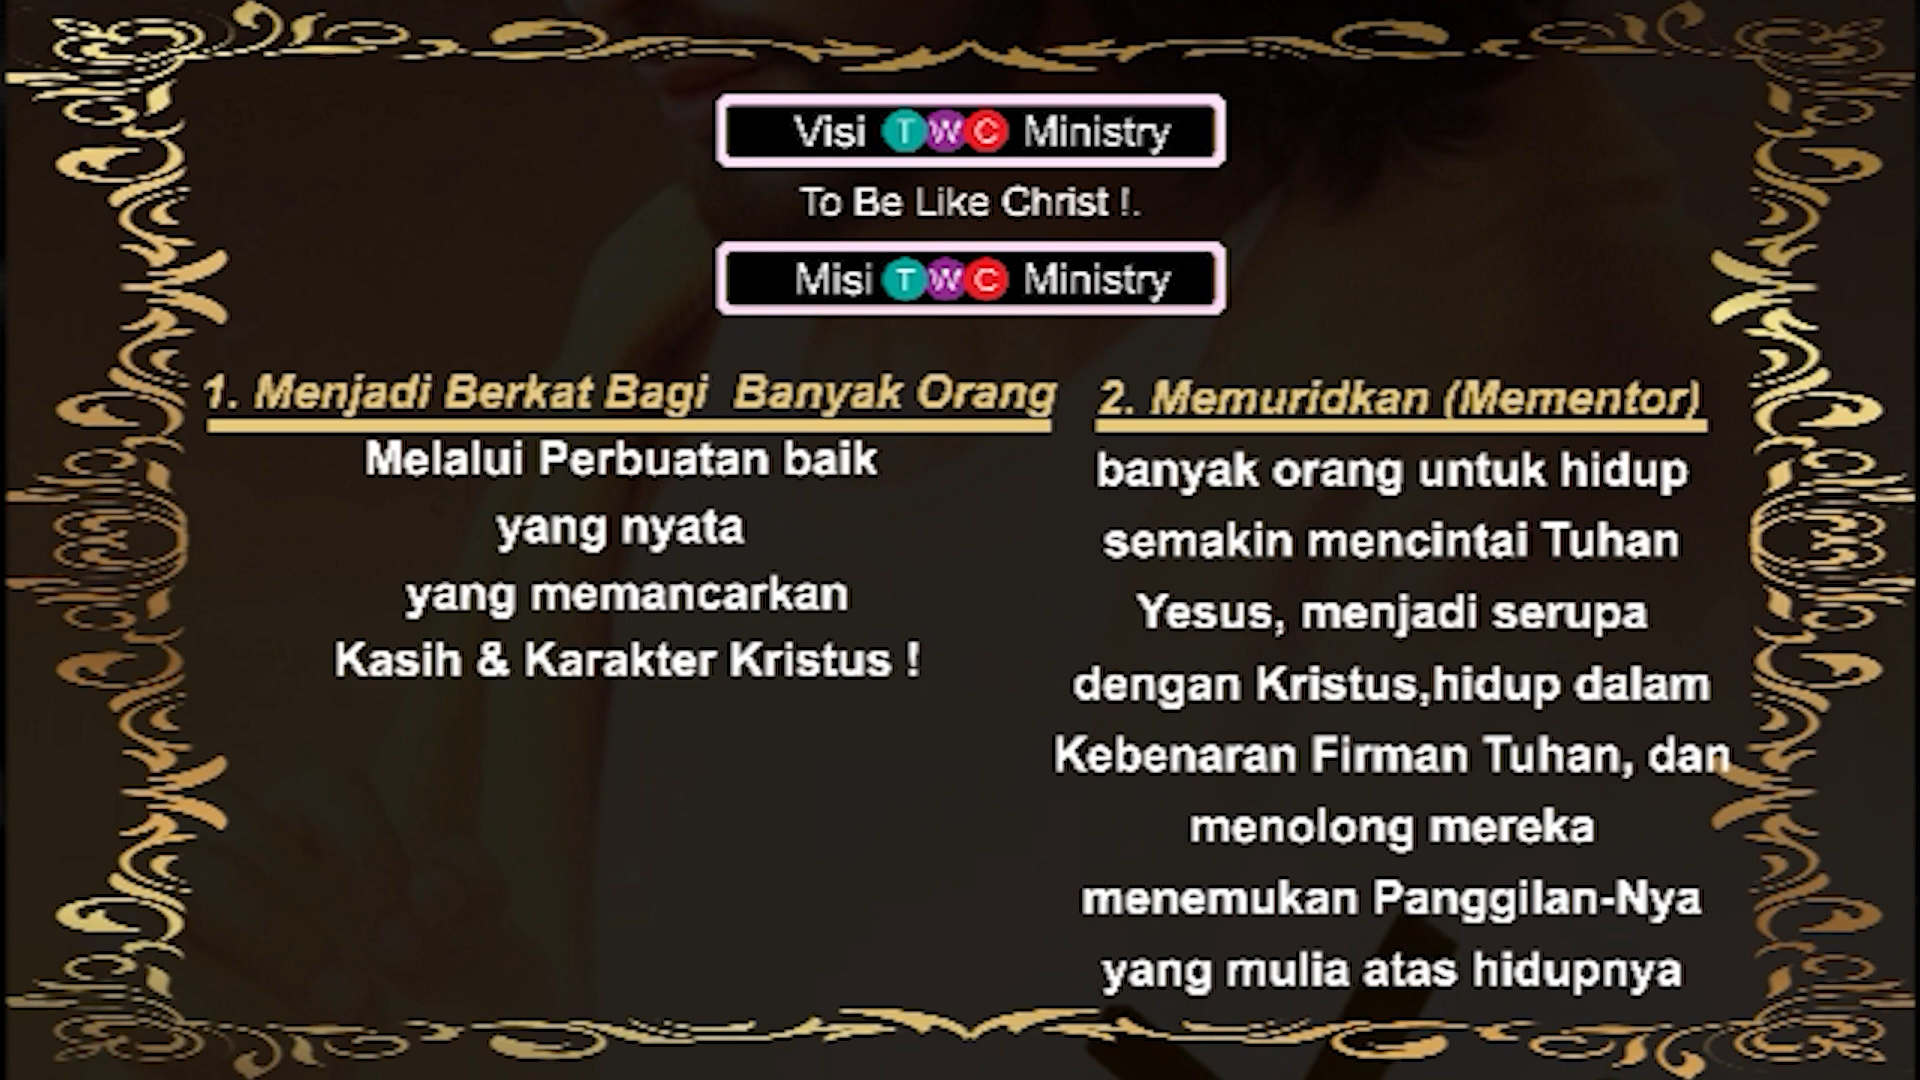 Visi TWC Ministry
To Be Like Christ !.
Misi TWC Ministry
1. Menjadi Berkat Bagi Banyak Orang
Melalui Perbuatan baik
yang nyata
yang memancarkan
Kasih & Karakter Kristus !
2. Memuridkan (Mementor)
banyak orang untuk hidup
semakin mencintai Tuhan
Yesus, menjadi serupa
dengan Kristus,hidup dalam
Kebenaran Firman Tuhan, dan
menolong mereka
menemukan Panggilan-Nya
yang mulia atas hidupnya